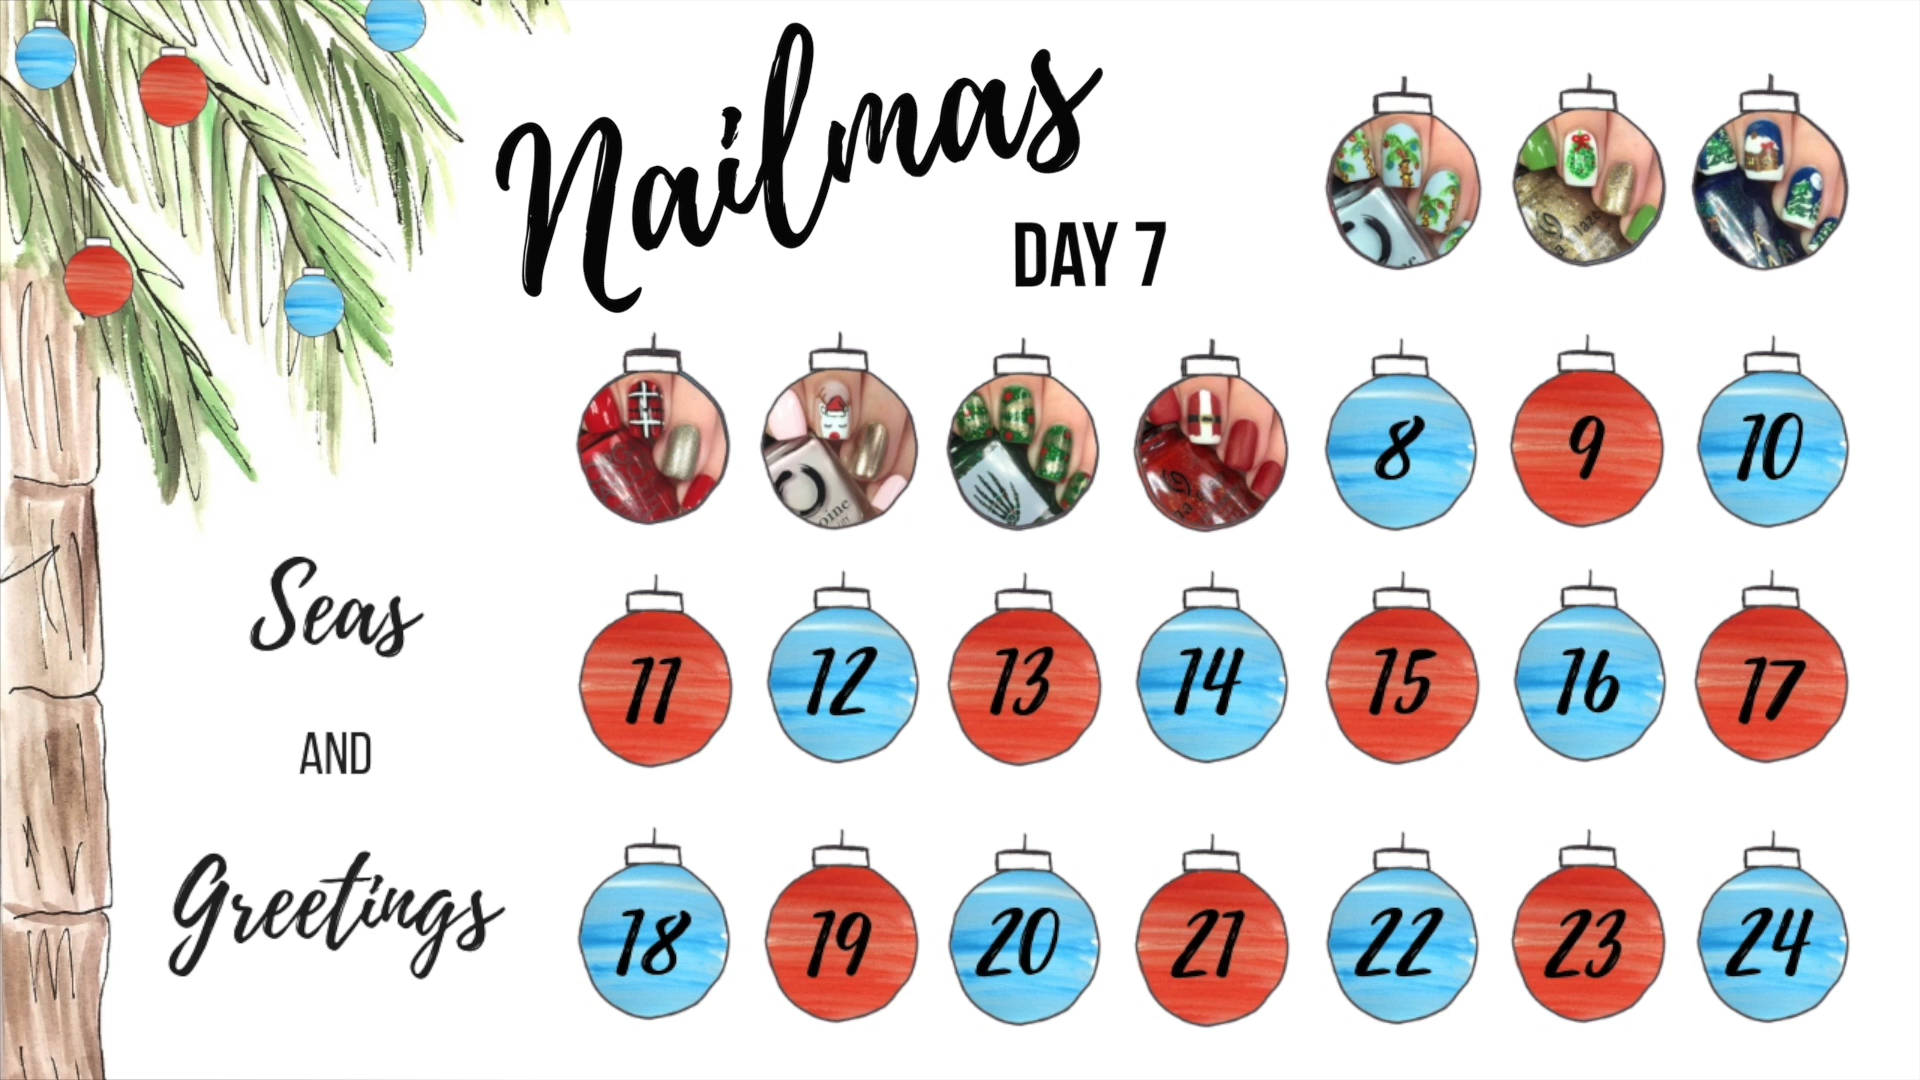 Nailmas
DAY 7
8 9 10
Seas
AND
Greetings
11 12 13 14 15 16 17
18 19 20 21 22 23 24